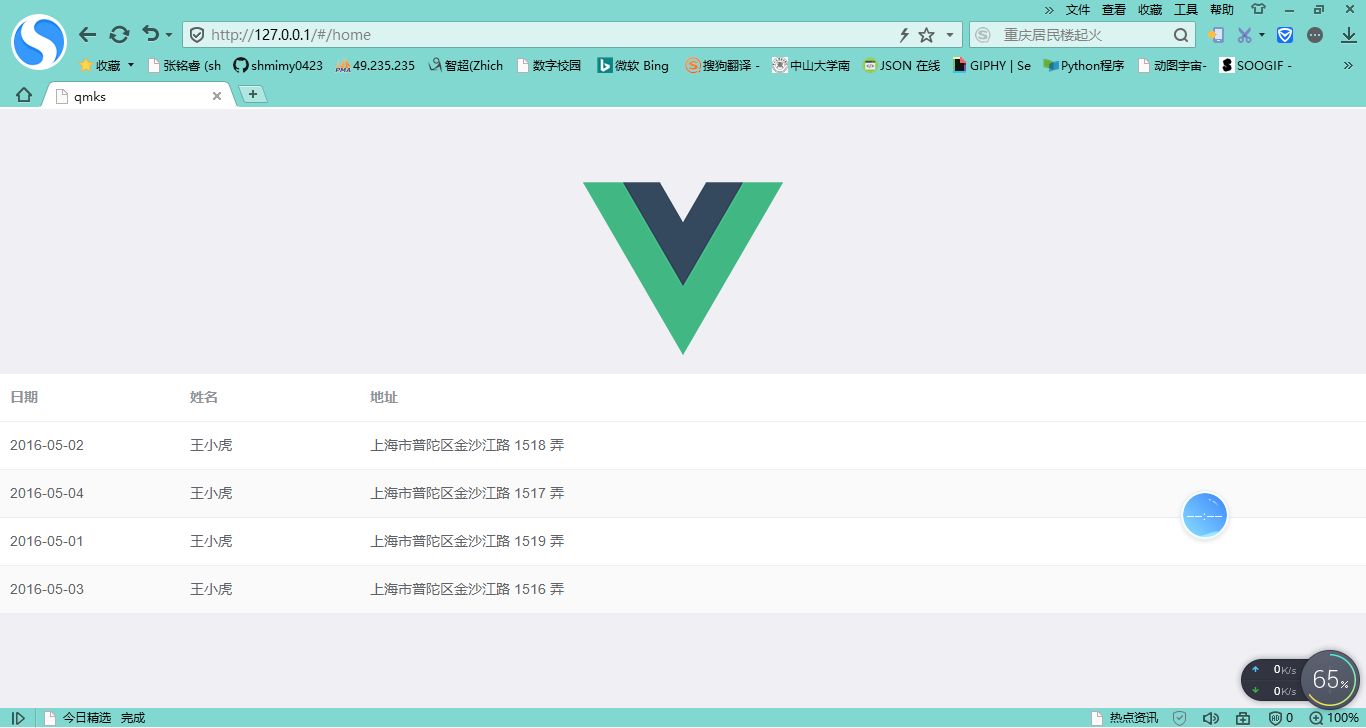 » 文件 查看 收藏 工具 帮助
http://127.0.0.1/#/home 重庆居民楼起火
收藏 张铭睿 (sh shmimy0423 49.235.235 智超(Zhich 数字校园 微软 Bing 搜狗翻译 - 中山大学南 JSON 在线 GIPHY | Se Python程序 动图宇宙- SOOGIF - »
qmks
日期 姓名 地址
2016-05-02 王小虎 上海市普陀区金沙江路 1518 弄
2016-05-04 王小虎 上海市普陀区金沙江路 1517 弄
2016-05-01 王小虎 上海市普陀区金沙江路 1519 弄
2016-05-03 王小虎 上海市普陀区金沙江路 1516 弄
--:--
0K/s
65%
0K/s
今日精选 完成 热点资讯 0 100%